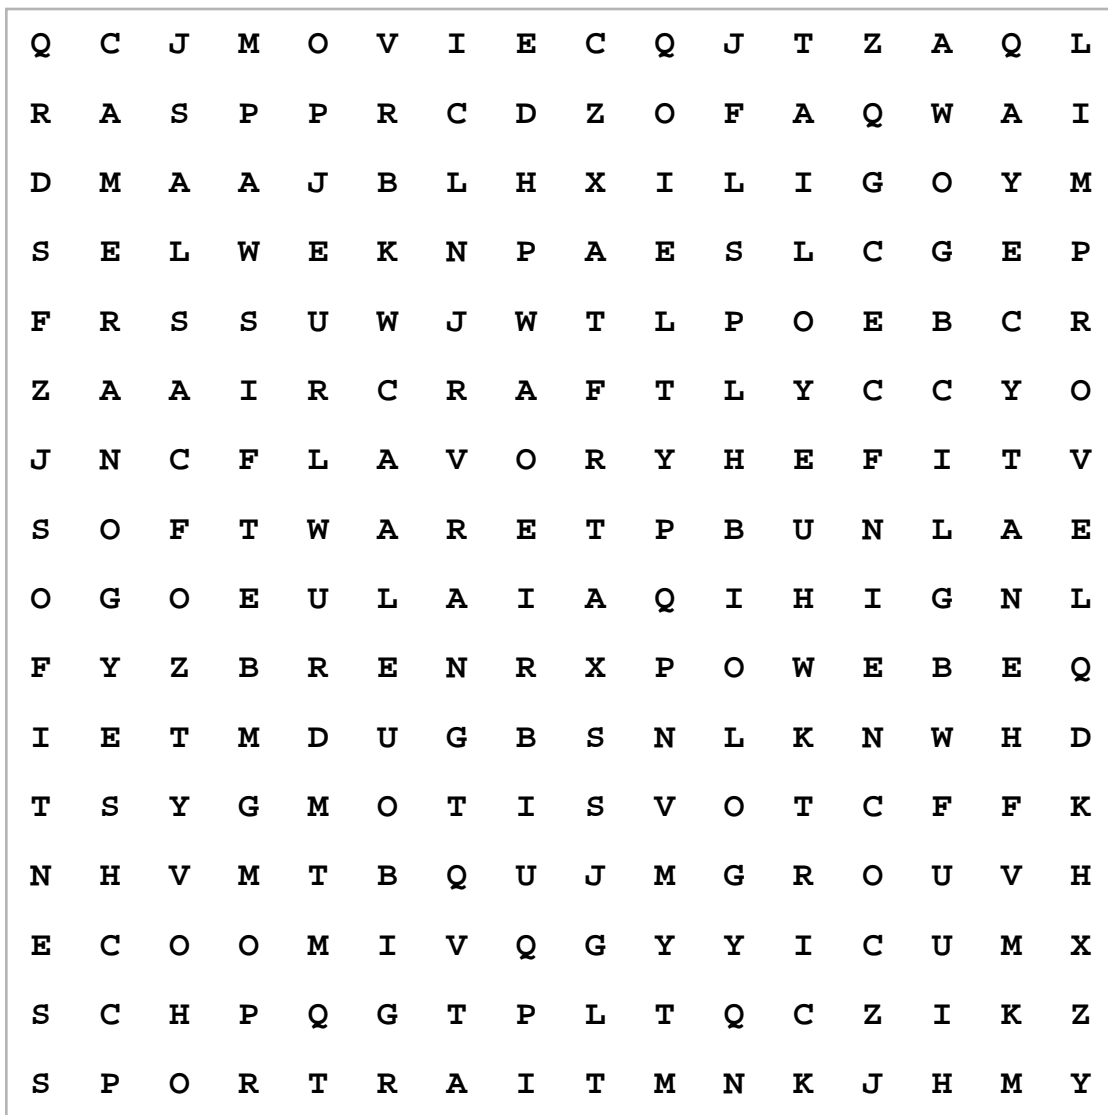 Q C J M O V I E C Q J T Z A Q L
R A S P P R C D Z O F A Q W A I
D M A A J B L H X I L I G O Y M
S E L W E K N P A E S L C G E P
F R S S U W J W T L P O E B C R
Z A A I R C R A F T L Y C C Y O
J N C F L A V O R Y H E F I T V
S O F T W A R E T P B U N L A E
O G O E U L A I A Q I H I G N L
F Y Z B R E N R X P O W E B E Q
I E T M D U G B S N L K N W H D
T S Y G M O T I S V O T C F F K
N H V M T B Q U J M G R O U V H
E C O O M I V Q G Y Y I C U M X
S C H P Q G T P L T Q C Z I K Z
S P O R T R A I T M N K J H M Y